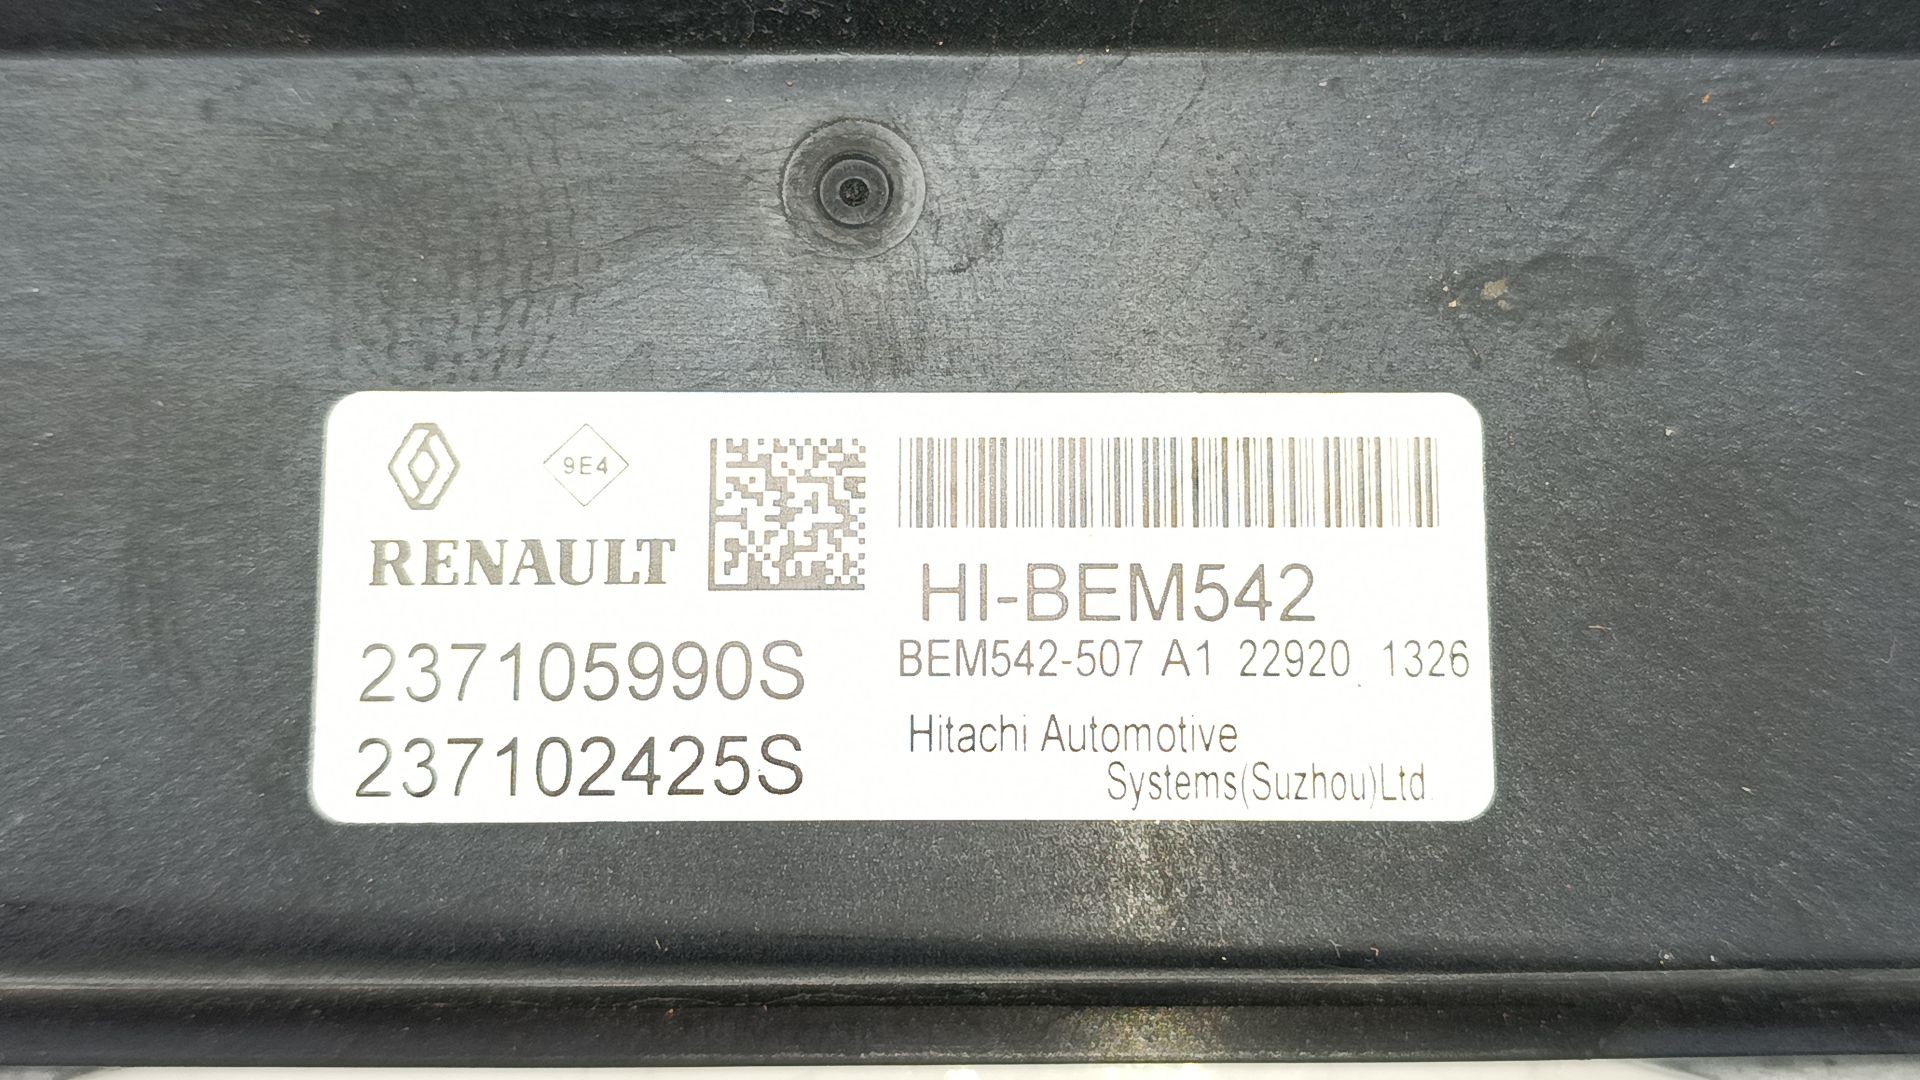 9E4
RENAULT
237105990S
237102425S
HI-BEM542
BEM542-507 A1 22920 1326
Hitachi Automotive
Systems(Suzhou)Ltd.